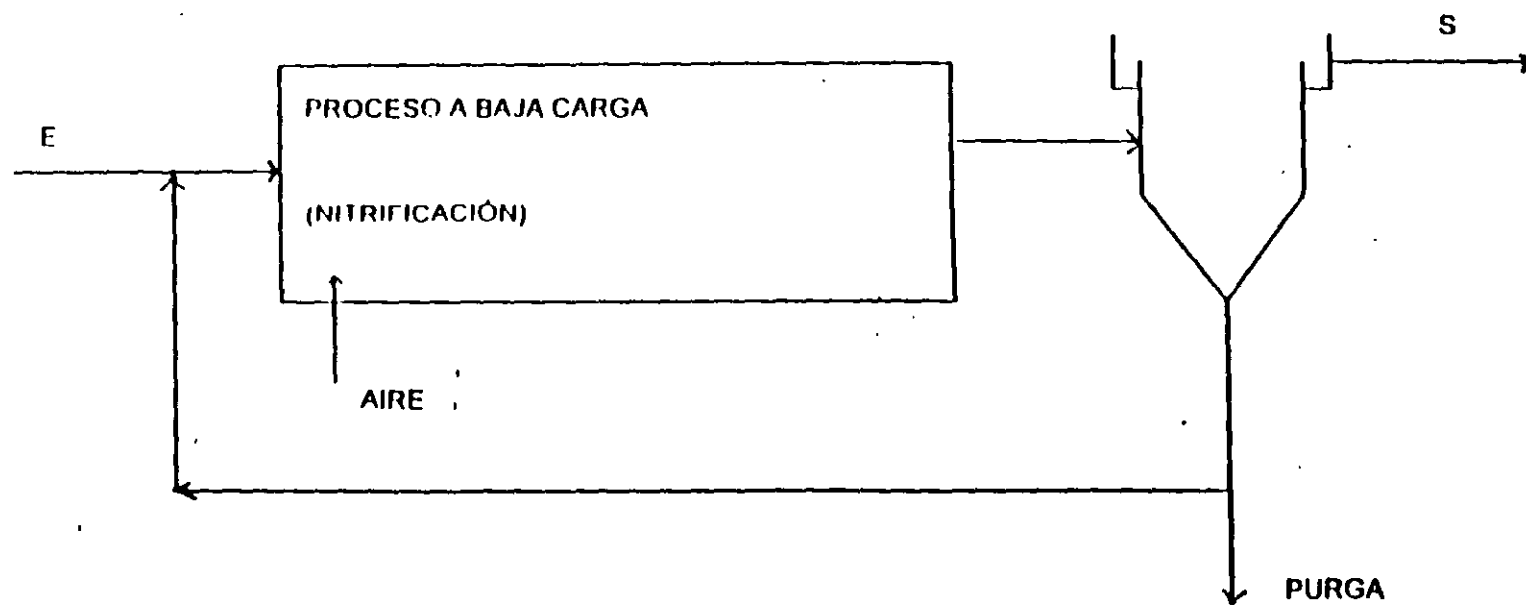 S
PROCESO A BAJA CARGA
E
(NITRIFICACIÓN)
AIRE
PURGA